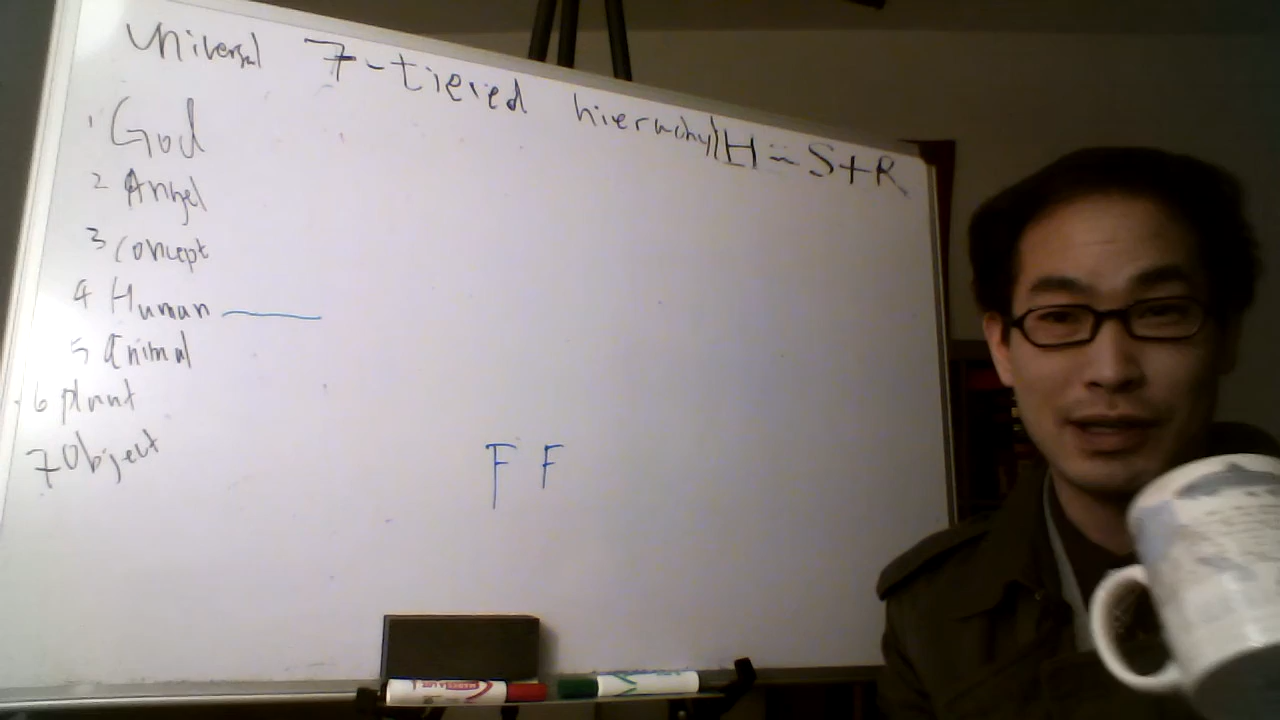 Universal 7-tiered hierarchy H = S+R
1 God
2 Angel
3 concept
4 Human
5 Animal
6 plant
7 Object
F F